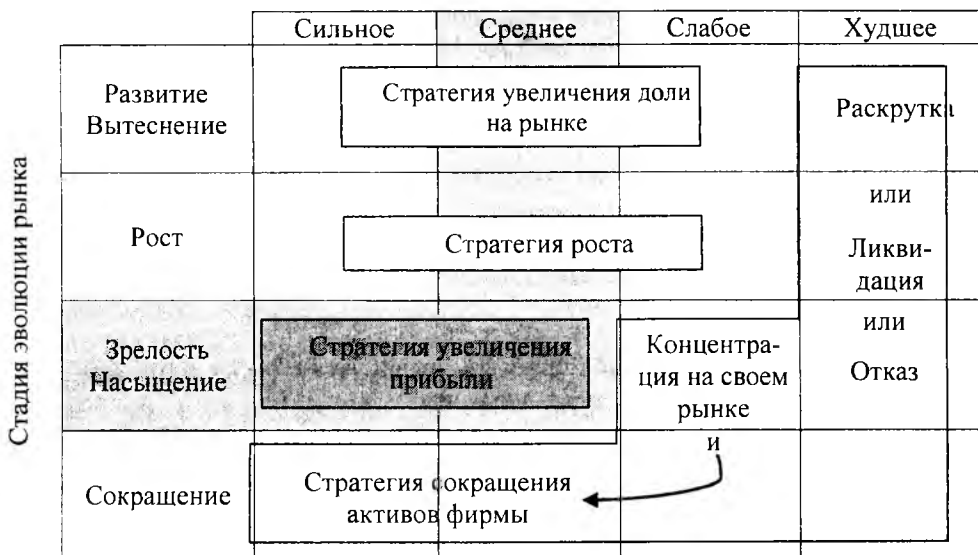 Сильное
Среднее
Слабое
Худшее
Стадия эволюции рынка
Развитие
Вытеснение
Стратегия увеличения доли
на рынке
Раскрутка
или
Рост
Стратегия роста
Ликви-
дация
или
Зрелость
Насыщение
Стратегия увеличения
прибыли
Концентра-
ция на своем
рынке
Отказ
и
Сокращение
Стратегия сокращения
активов фирмы